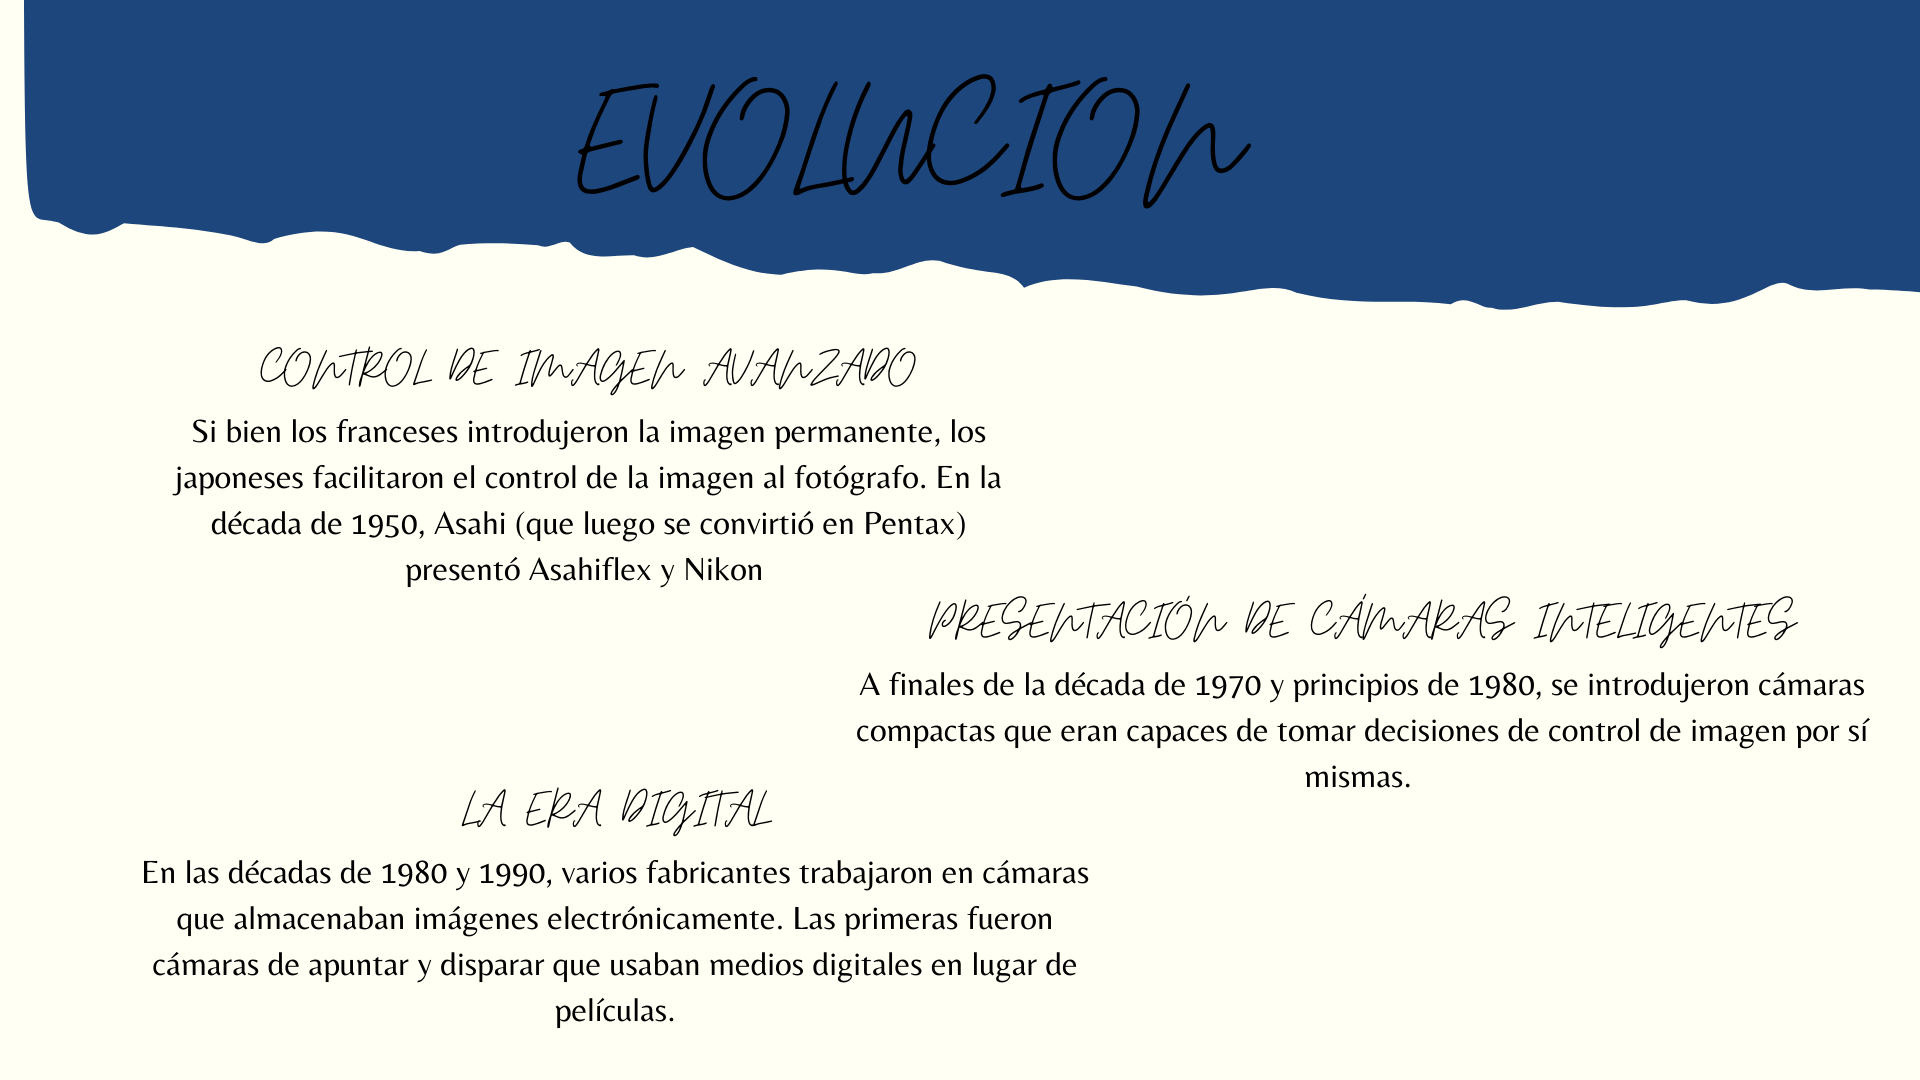 EVOLUCION
CONTROL DE IMAGEN AVANZADO
Si bien los franceses introdujeron la imagen permanente, los
japoneses facilitaron el control de la imagen al fotógrafo. En la
década de 1950, Asahi (que luego se convirtió en Pentax)
presentó Asahiflex y Nikon
PRESENTACIÓN DE CÁMARAS INTELIGENTES
A finales de la década de 1970 y principios de 1980, se introdujeron cámaras
compactas que eran capaces de tomar decisiones de control de imagen por sí
mismas.
LA ERA DIGITAL
En las décadas de 1980 y 1990, varios fabricantes trabajaron en cámaras
que almacenaban imágenes electrónicamente. Las primeras fueron
cámaras de apuntar y disparar que usaban medios digitales en lugar de
películas.